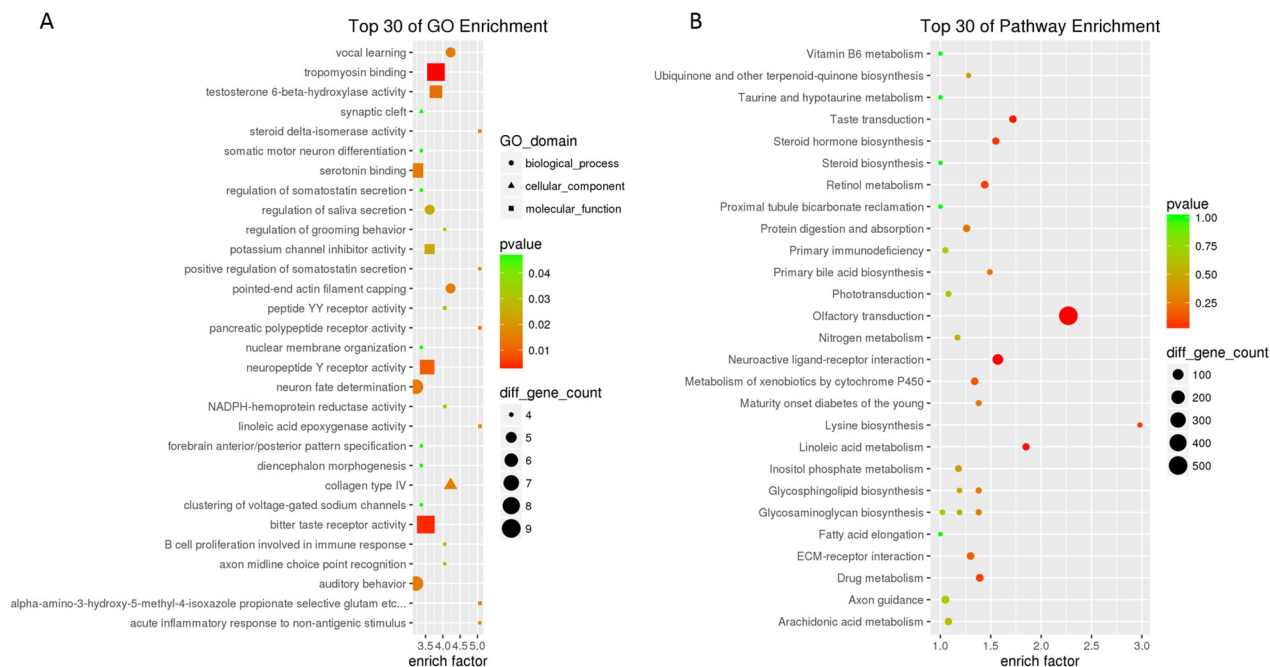 A
Top 30 of GO Enrichment
vocal learning
tropomyosin binding
testosterone 6-beta-hydroxylase activity
synaptic cleft
steroid delta-isomerase activity
somatic motor neuron differentiation
serotonin binding
regulation of somatostatin secretion
regulation of saliva secretion
regulation of grooming behavior
potassium channel inhibitor activity
positive regulation of somatostatin secretion
pointed-end actin filament capping
peptide YY receptor activity
pancreatic polypeptide receptor activity
nuclear membrane organization
neuropeptide Y receptor activity
neuron fate determination
NADPH-hemoprotein reductase activity
linoleic acid epoxygenase activity
forebrain anterior/posterior pattern specification
diencephalon morphogenesis
collagen type IV
clustering of voltage-gated sodium channels
bitter taste receptor activity
B cell proliferation involved in immune response
axon midline choice point recognition
auditory behavior
alpha-amino-3-hydroxy-5-methyl-4-isoxazole propionate selective glutam etc...
acute inflammatory response to non-antigenic stimulus
3.5 4.0 4.5 5.0
enrich factor
GO_domain
biological_process
cellular_component
molecular_function
pvalue
0.04
0.03
0.02
0.01
diff_gene_count
4
5
6
7
8
9
B
Top 30 of Pathway Enrichment
Vitamin B6 metabolism
Ubiquinone and other terpenoid-quinone biosynthesis
Taurine and hypotaurine metabolism
Taste transduction
Steroid hormone biosynthesis
Steroid biosynthesis
Retinol metabolism
Proximal tubule bicarbonate reclamation
Protein digestion and absorption
Primary immunodeficiency
Primary bile acid biosynthesis
Phototransduction
Olfactory transduction
Nitrogen metabolism
Neuroactive ligand-receptor interaction
Metabolism of xenobiotics by cytochrome P450
Maturity onset diabetes of the young
Lysine biosynthesis
Linoleic acid metabolism
Inositol phosphate metabolism
Glycosphingolipid biosynthesis
Glycosaminoglycan biosynthesis
Fatty acid elongation
ECM-receptor interaction
Drug metabolism
Axon guidance
Arachidonic acid metabolism
1.0 1.5 2.0 2.5 3.0
enrich factor
pvalue
1.00
0.75
0.50
0.25
diff_gene_count
100
200
300
400
500